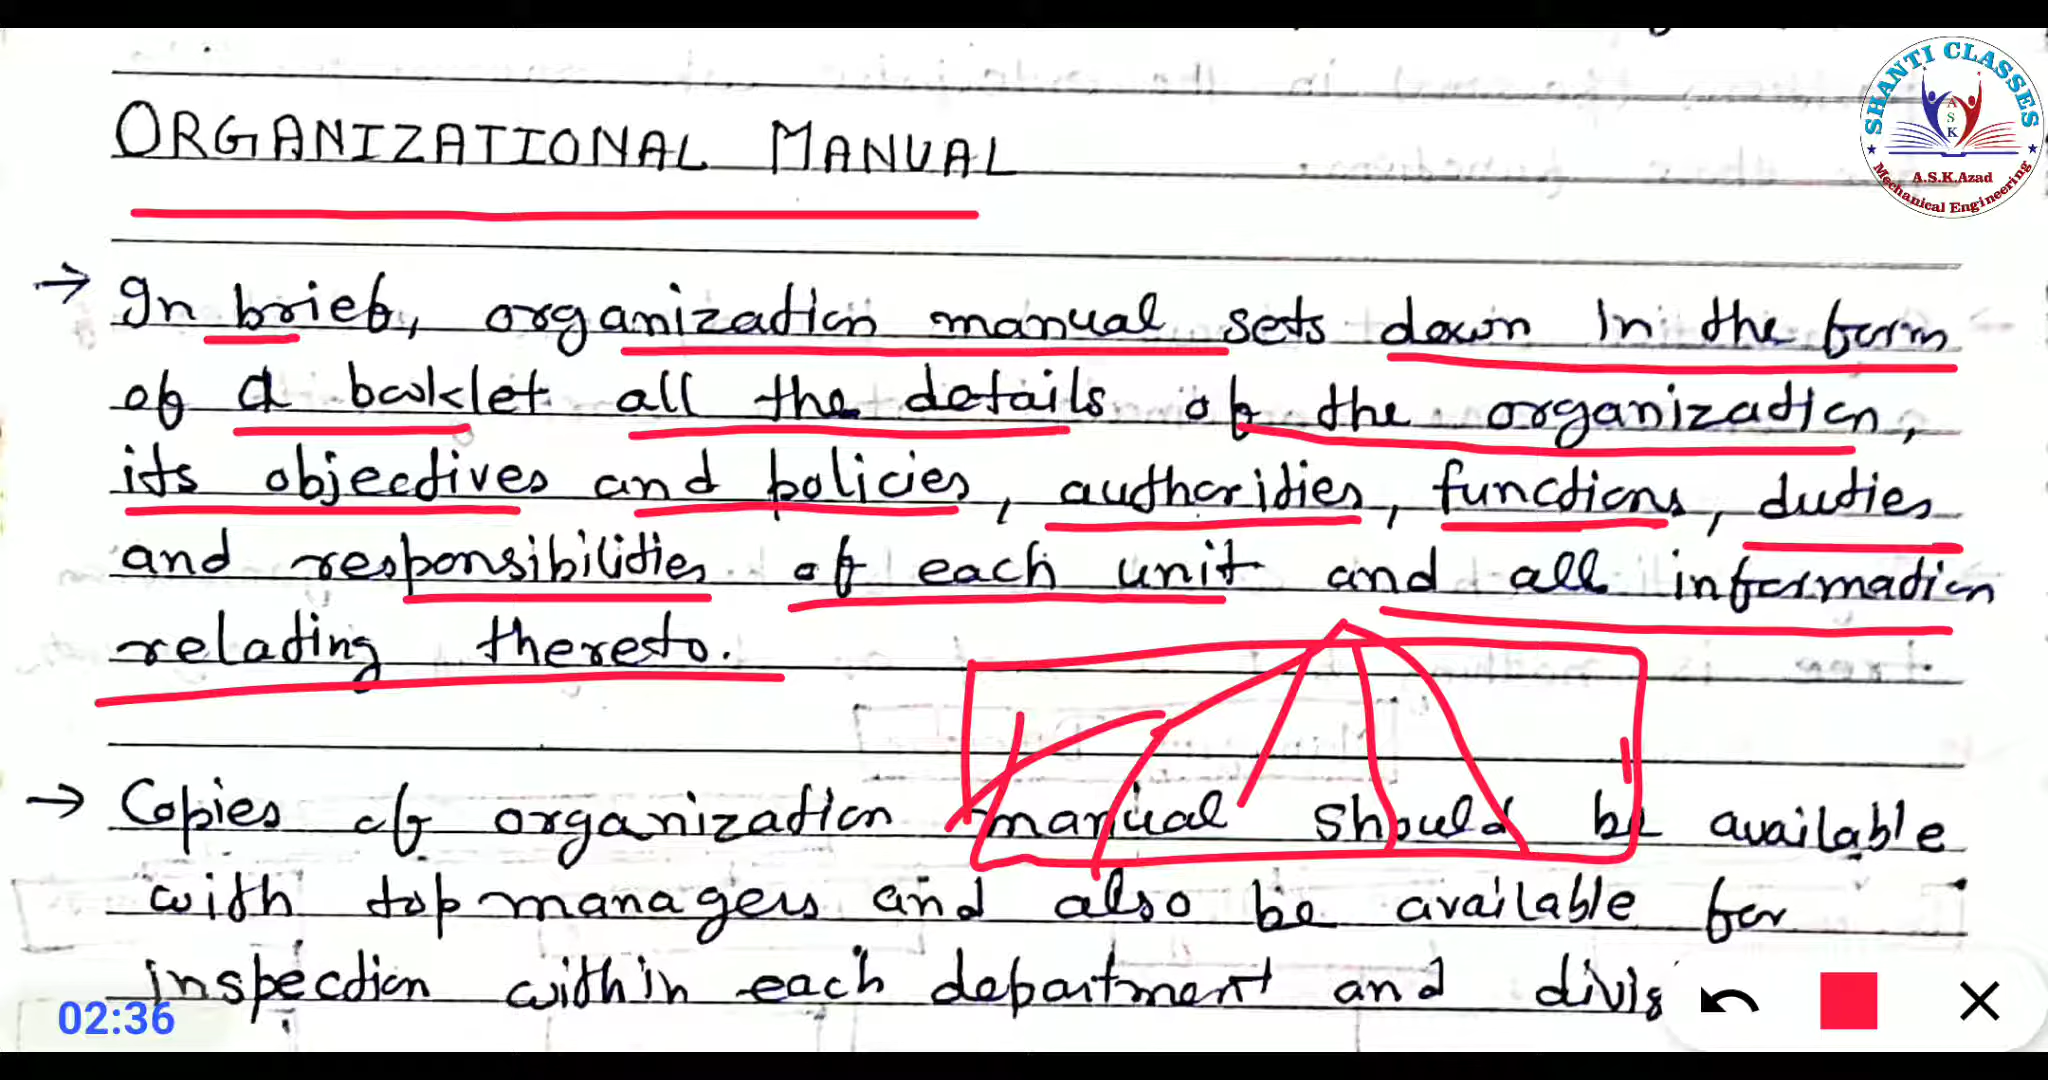 ORGANIZATIONAL MANUAL
→ In brief, organization manual sets down in the form
of a booklet all the details of the organization,
its objectives and policies, authorities, functions, duties
and responsibilities of each unit and all information
relating thereto.
→ Copies of organization manual should be available
with top managers and also be available for
inspection within each department and divis
02:36
SHANTI CLASSES
A
S
K
A.S.K.Azad
Mechanical Engineering